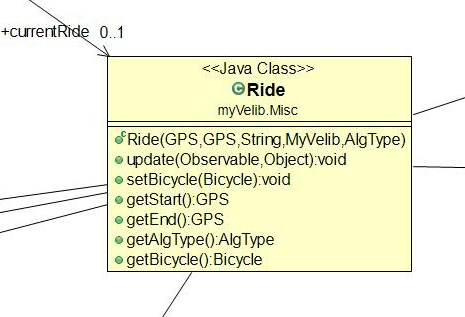 +currentRide 0..1
<<Java Class>>
Ride
myVelib.Misc
Ride(GPS,GPS,String,MyVelib,AlgType)
update(Observable,Object):void
setBicycle(Bicycle):void
getStart():GPS
getEnd():GPS
getAlgType():AlgType
getBicycle():Bicycle